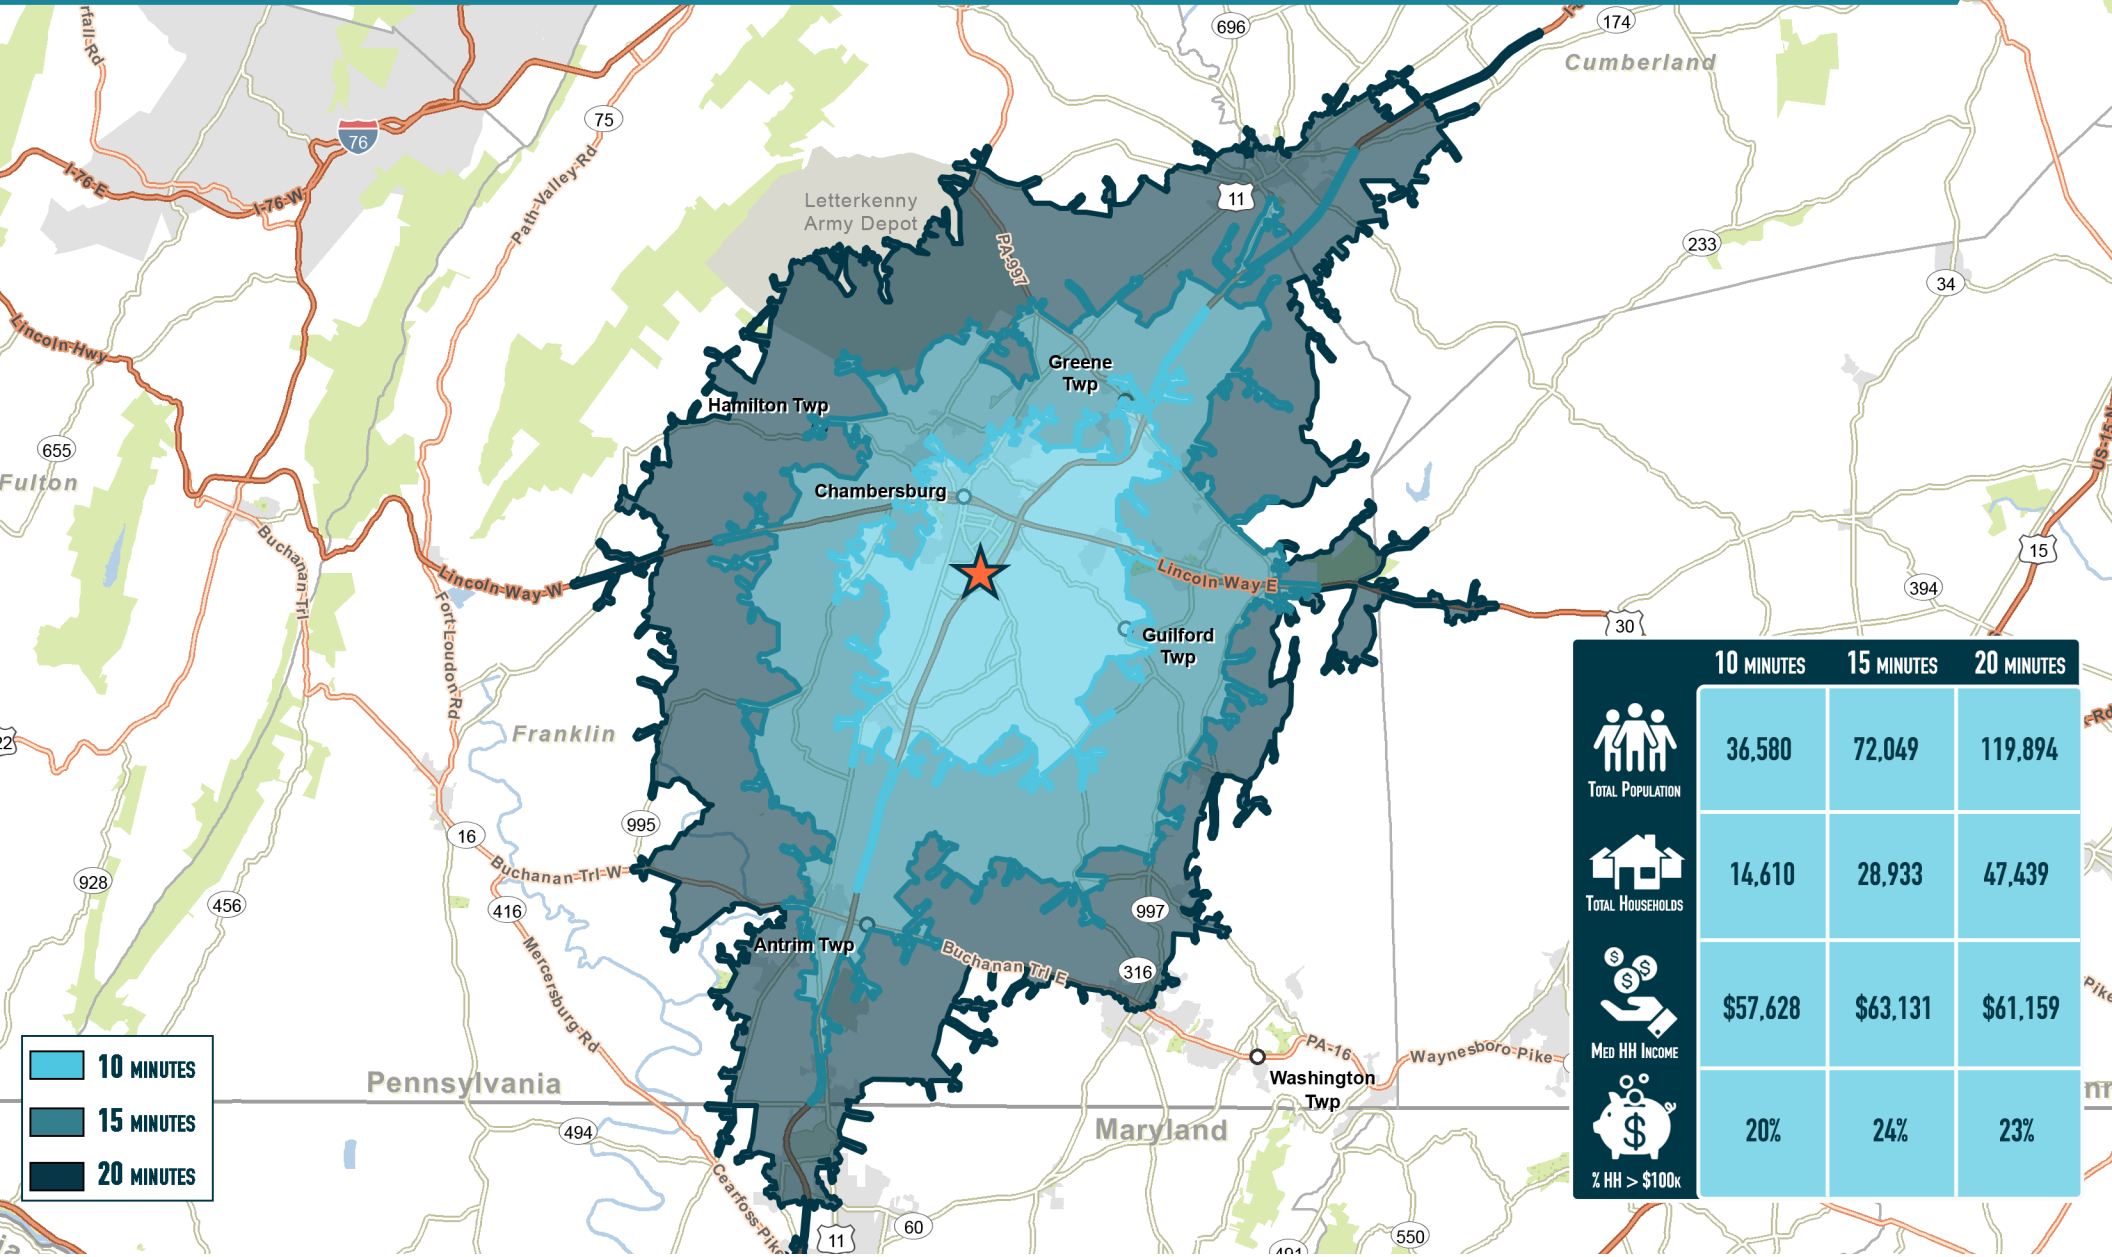 696
174
Cumberland
75
76
I-76-E
I-76-W
Path-Valley-Rd
Letterkenny
Army Depot
11
PA-997
233
34
Lincoln-Hwy
Greene
Twp
Hamilton Twp
655
Fulton
US-15-N
Chambersburg
Buchanan Trl
15
Lincoln-Way-W
Lincoln Way E
394
Fort-Loudon-Rd
30
Guilford
Twp
Franklin
995
16
Buchanan Trl W
928
456
416
997
Antrim Twp
Buchanan Trl E
316
Mercersburg-Rd
PA-16
Waynesboro Pike
Washington
Twp
Pennsylvania
Maryland
494
Cearfoss-Pike
11
60
550
491
Pike
10 MINUTES
15 MINUTES
20 MINUTES
10 MINUTES 15 MINUTES 20 MINUTES
TOTAL POPULATION 36,580 72,049 119,894
TOTAL HOUSEHOLDS 14,610 28,933 47,439
MED HH INCOME $57,628 $63,131 $61,159
% HH > $100K 20% 24% 23%